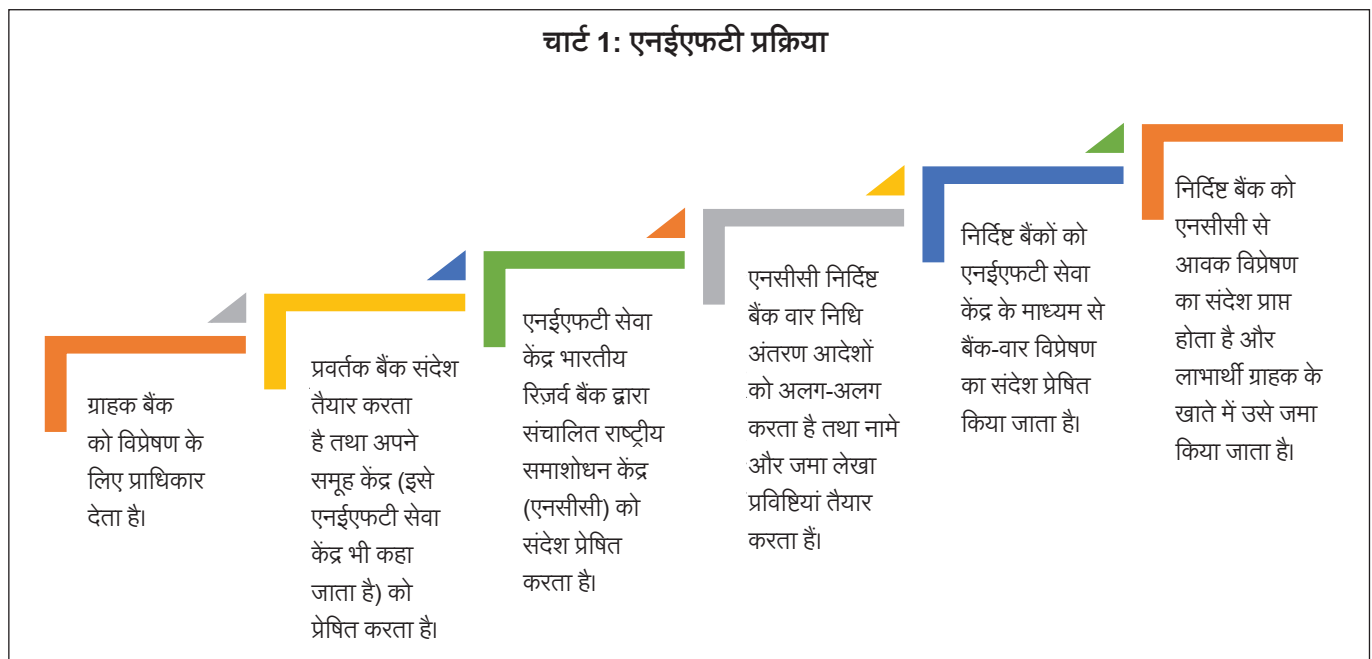 चार्ट 1: एनईएफटी प्रक्रिया
ग्राहक बैंक
को विप्रेषण के
लिए प्राधिकार
देता है।
प्रवर्तक बैंक संदेश
तैयार करता
है तथा अपने
समूह केंद्र (इसे
एनईएफटी सेवा
केंद्र भी कहा
जाता है) को
प्रेषित करता है।
एनईएफटी सेवा
केंद्र भारतीय
रिज़र्व बैंक द्वारा
संचालित राष्ट्रीय
समाशोधन केंद्र
(एनसीसी) को
संदेश प्रेषित
करता है।
एनसीसी निर्दिष्ट
बैंक वार निधि
अंतरण आदेशों
को अलग-अलग
करता है तथा नामे
और जमा लेखा
प्रविष्टियां तैयार
करता हैं।
निर्दिष्ट बैंकों को
एनईएफटी सेवा
केंद्र के माध्यम से
बैंक-वार विप्रेषण
का संदेश प्रेषित
किया जाता है।
निर्दिष्ट बैंक को
एनसीसी से
आवक विप्रेषण
का संदेश प्राप्त
होता है और
लाभार्थी ग्राहक के
खाते में उसे जमा
किया जाता है।